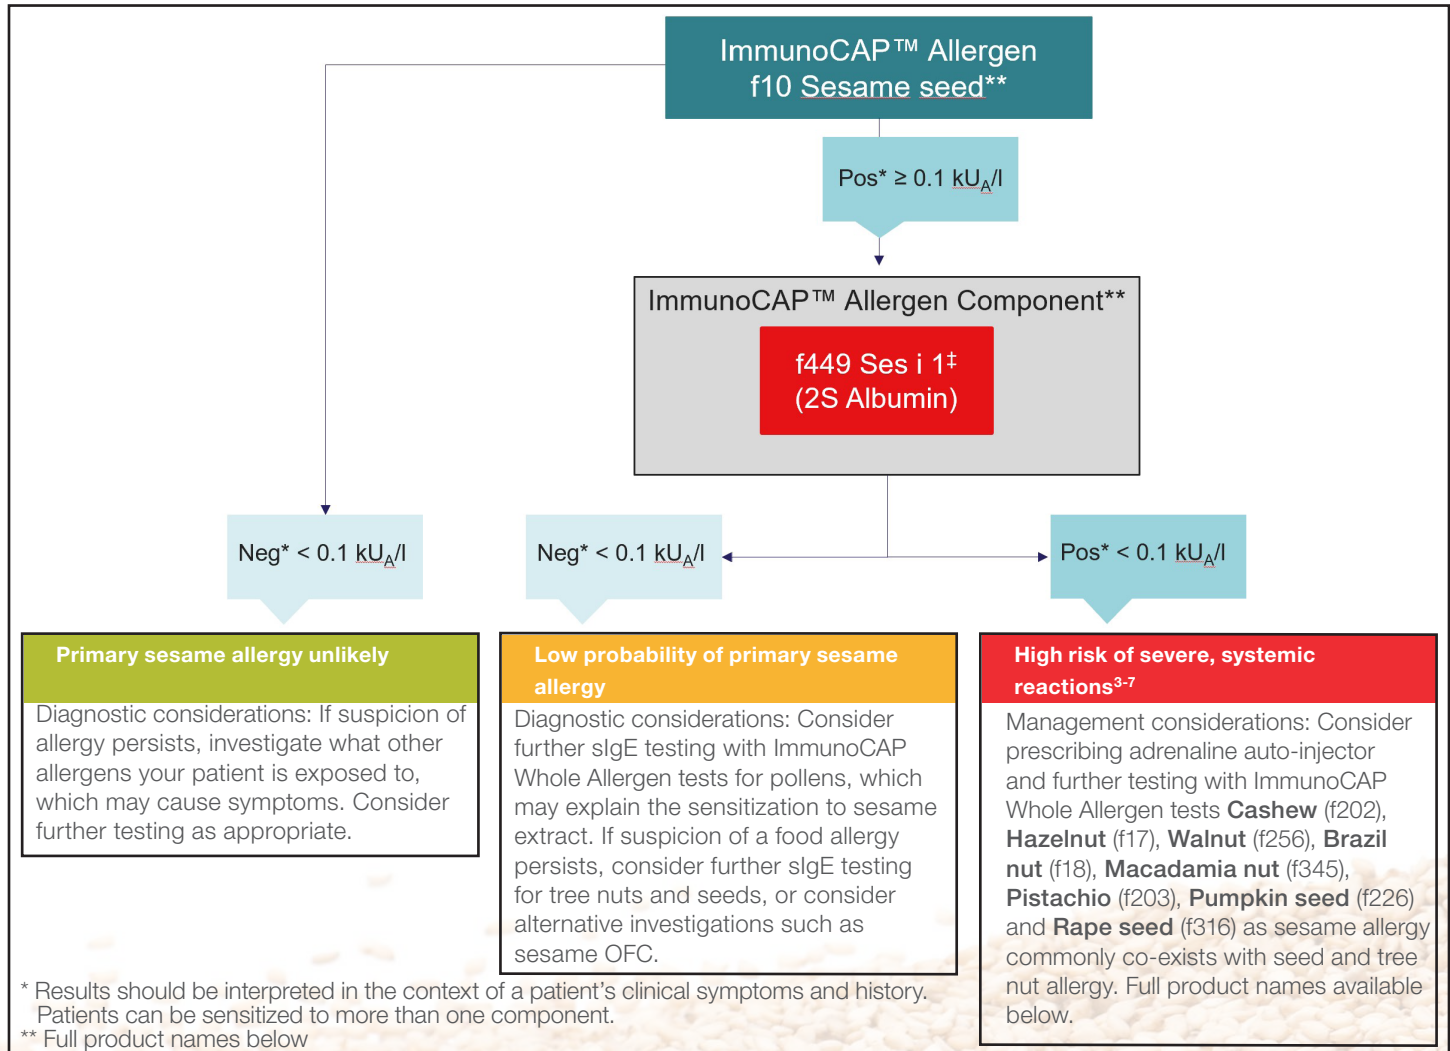 ImmunoCAP™ Allergen
f10 Sesame seed**
Pos* ≥ 0.1 kUA/l
ImmunoCAP™ Allergen Component**
f449 Ses i 1‡
(2S Albumin)
Neg* < 0.1 kUA/l
Neg* < 0.1 kUA/l
Pos* < 0.1 kUA/l
Primary sesame allergy unlikely
Diagnostic considerations: If suspicion of
allergy persists, investigate what other
allergens your patient is exposed to,
which may cause symptoms. Consider
further testing as appropriate.
Low probability of primary sesame
allergy
Diagnostic considerations: Consider
further sIgE testing with ImmunoCAP
Whole Allergen tests for pollens, which
may explain the sensitization to sesame
extract. If suspicion of a food allergy
persists, consider further sIgE testing
for tree nuts and seeds, or consider
alternative investigations such as
sesame OFC.
High risk of severe, systemic
reactions3-7
Management considerations: Consider
prescribing adrenaline auto-injector
and further testing with ImmunoCAP
Whole Allergen tests Cashew (f202),
Hazelnut (f17), Walnut (f256), Brazil
nut (f18), Macadamia nut (f345),
Pistachio (f203), Pumpkin seed (f226)
and Rape seed (f316) as sesame allergy
commonly co-exists with seed and tree
nut allergy. Full product names available
below.
* Results should be interpreted in the context of a patient's clinical symptoms and history.
Patients can be sensitized to more than one component.
** Full product names below